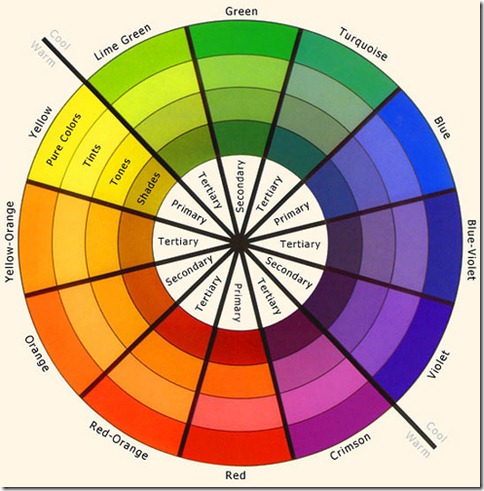 Green
Turquoise
Blue
Blue-Violet
Violet
Cool
Warm
Crimson
Red
Red-Orange
Orange
Yellow-Orange
Yellow
Cool
Warm
Lime Green
Pure Colors
Tints
Tones
Shades
Secondary
Tertiary
Primary
Tertiary
Secondary
Tertiary
Primary
Tertiary
Secondary
Tertiary
Primary
Tertiary